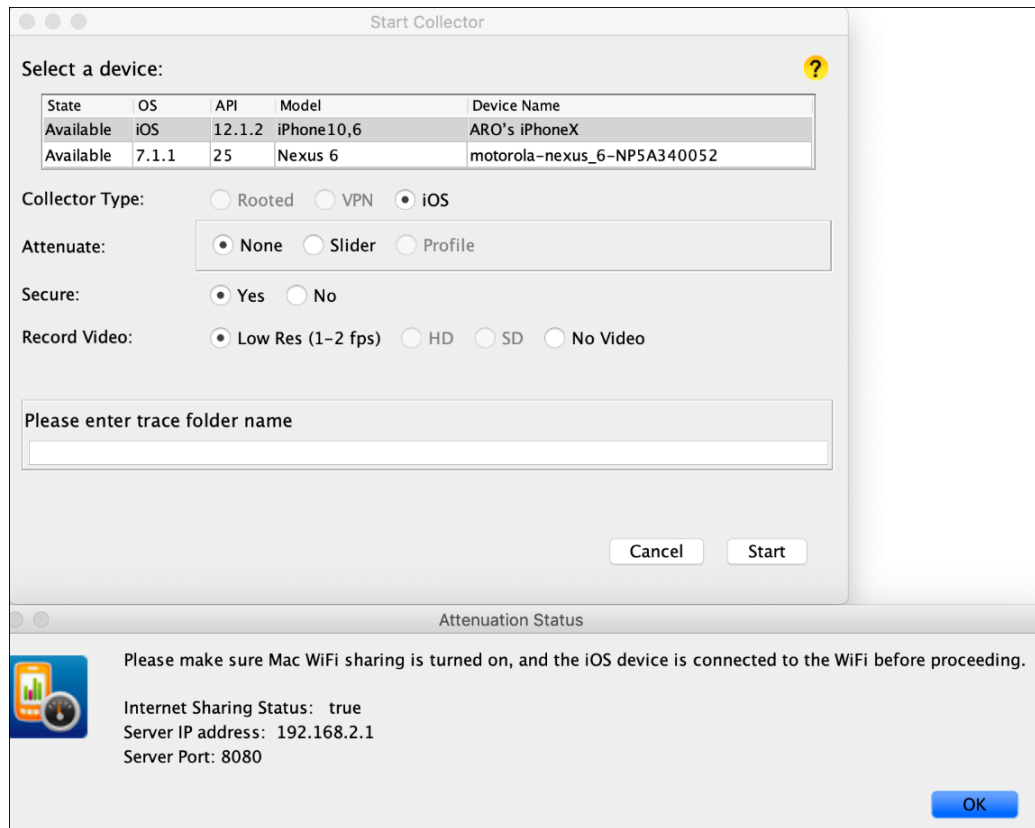 Start Collector
Select a device:
?
State OS API Model Device Name
Available iOS 12.1.2 iPhone10,6 ARO's iPhoneX
Available 7.1.1 25 Nexus 6 motorola-nexus_6-NP5A340052
Collector Type: Rooted VPN iOS
Attenuate: None Slider Profile
Secure: Yes No
Record Video: Low Res (1-2 fps) HD SD No Video
Please enter trace folder name
Cancel Start
Attenuation Status
Please make sure Mac WiFi sharing is turned on, and the iOS device is connected to the WiFi before proceeding.
Internet Sharing Status: true
Server IP address: 192.168.2.1
Server Port: 8080
OK